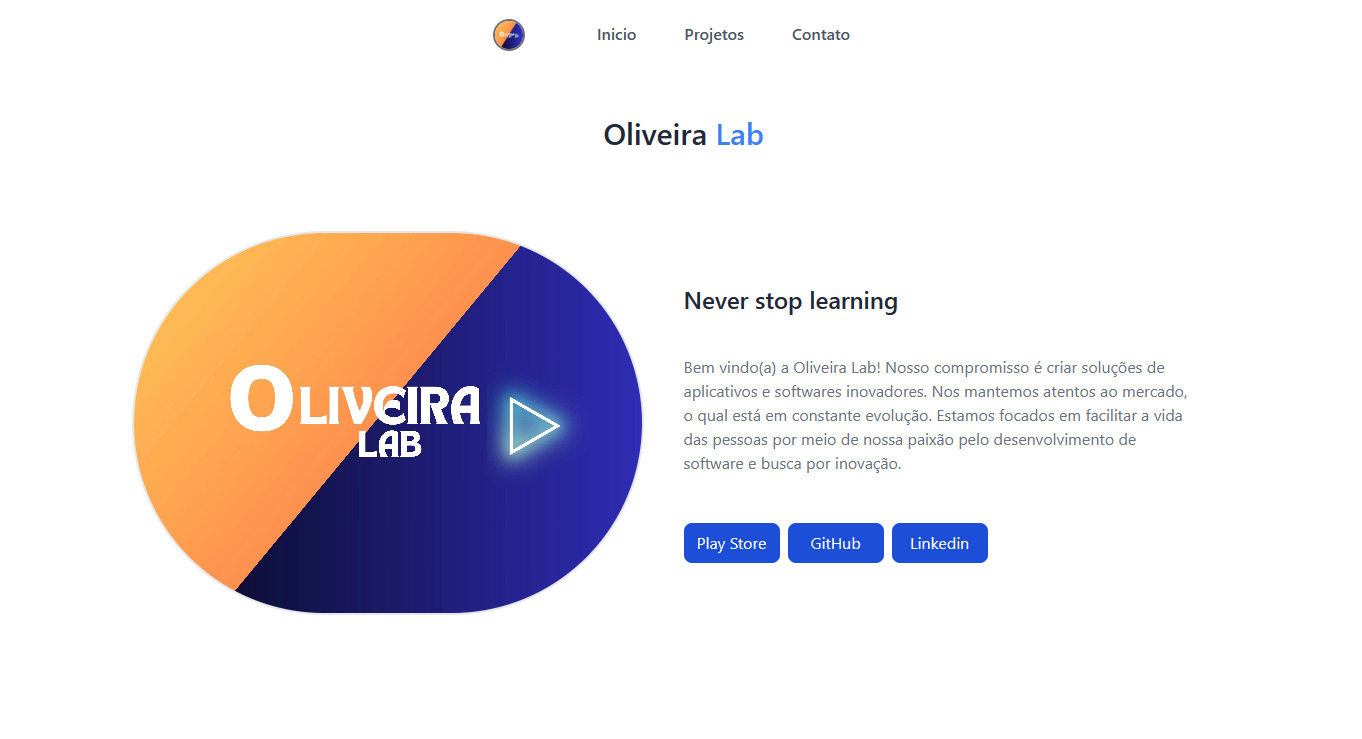 Inicio Projetos Contato
Oliveira Lab
OLIVEIRA
LAB
Never stop learning
Bem vindo(a) a Oliveira Lab! Nosso compromisso é criar soluções de
aplicativos e softwares inovadores. Nos mantemos atentos ao mercado,
o qual está em constante evolução. Estamos focados em facilitar a vida
das pessoas por meio de nossa paixão pelo desenvolvimento de
software e busca por inovação.
Play Store GitHub Linkedin